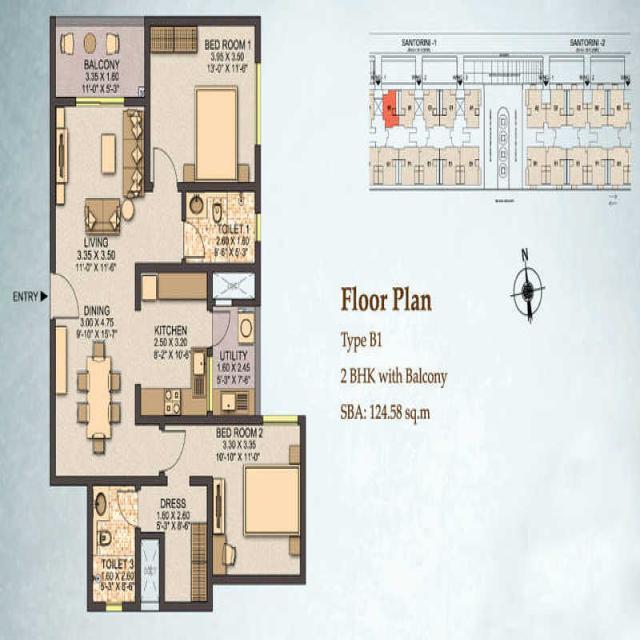 BALCONY
3.35 X 1.60
11'-0" X 5'-3"
BED ROOM 1
3.95 X 3.50
13'-0" X 11'-6"
TOILET 1
2.60 X 1.60
8'-6" X 5'-3"
LIVING
3.35 X 3.50
11'-0" X 11'-6"
ENTRY
DINING
3.00 X 4.75
9'-10" X 15'-7"
KITCHEN
2.50 X 3.20
8'-2" X 10'-6"
UTILITY
1.60 X 2.45
5'-3" X 7'-6"
BED ROOM 2
3.30 X 3.35
10'-10" X 11'-0"
DRESS
1.60 X 2.60
5'-3" X 8'-6"
TOILET 3
1.60 X 2.60
5'-3" X 8'-6"
SANTORINI -1
SANTORINI -2
N
Floor Plan
Type B1
2 BHK with Balcony
SBA: 124.58 sq.m